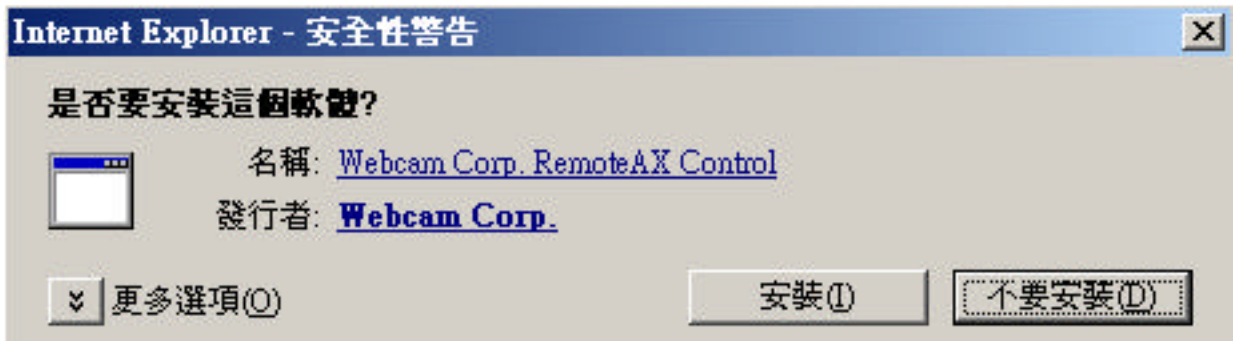 Internet Explorer - 安全性警告
是否要安裝這個軟體?
名稱: Webcam Corp. RemoteAX Control
發行者: Webcam Corp.
更多選項(O) 安裝(I) 不要安裝(D)